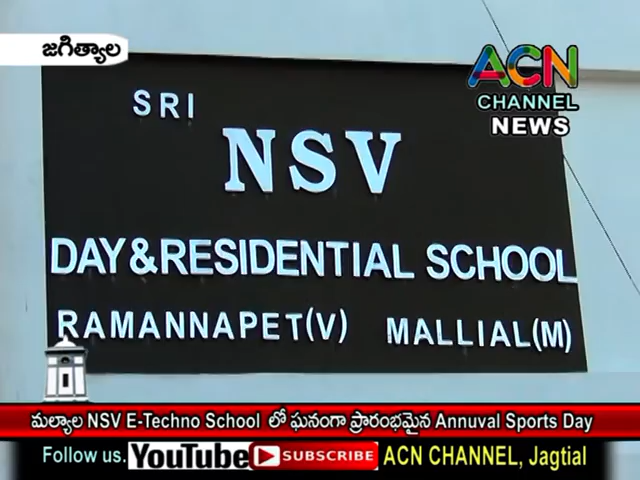 జగిత్యాల
ACN
CHANNEL
NEWS
SRI
NSV
DAY&RESIDENTIAL SCHOOL
RAMANNAPET(V) MALLIAL(M)
మల్యాల NSV E-Techno School లో ఘనంగా ప్రారంభమైన Annuval Sports Day
Follow us. YouTube SUBSCRIBE ACN CHANNEL, Jagtial